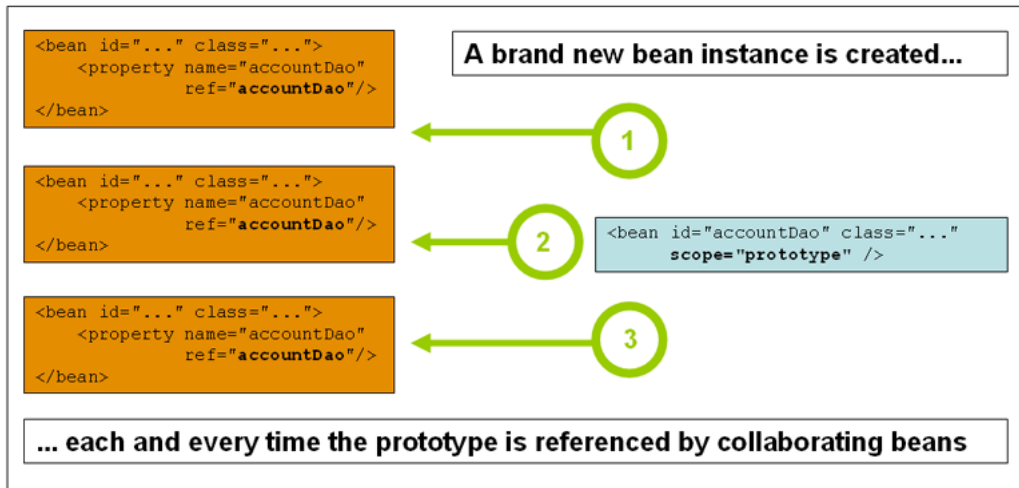 <bean id="..." class="...">
<property name="accountDao"
ref="accountDao"/>
</bean>
A brand new bean instance is created...
1
<bean id="..." class="...">
<property name="accountDao"
ref="accountDao"/>
</bean>
2
<bean id="accountDao" class="..."
scope="prototype" />
<bean id="..." class="...">
<property name="accountDao"
ref="accountDao"/>
</bean>
3
... each and every time the prototype is referenced by collaborating beans